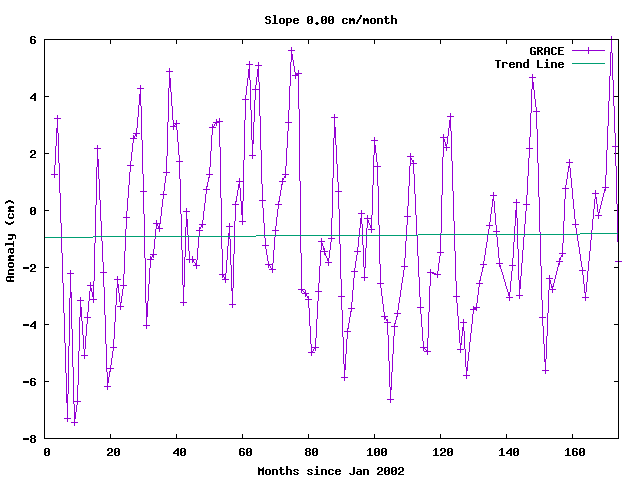 Slope 0.00 cm/month
GRACE
Trend Line
Anomaly (cm)
6
4
2
0
-2
-4
-6
-8
0 20 40 60 80 100 120 140 160
Months since Jan 2002